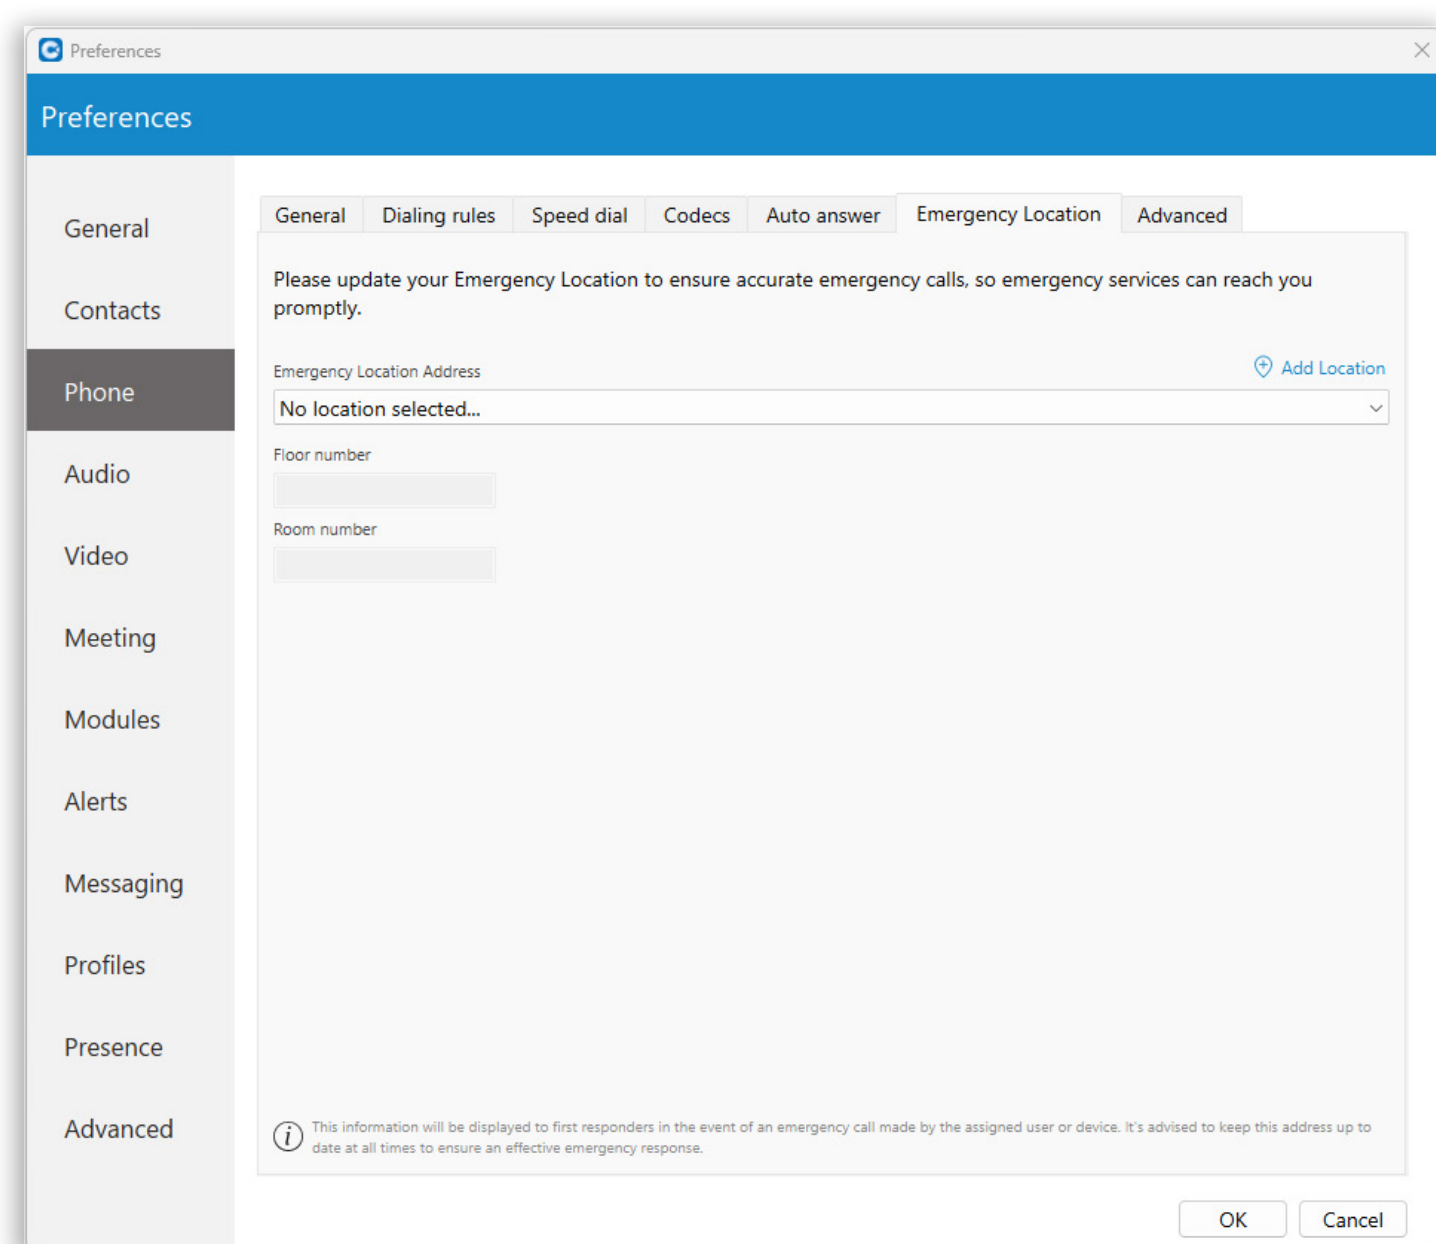 Preferences
Preferences
General
Contacts
Phone
Audio
Video
Meeting
Modules
Alerts
Messaging
Profiles
Presence
Advanced
General Dialing rules Speed dial Codecs Auto answer Emergency Location Advanced
Please update your Emergency Location to ensure accurate emergency calls, so emergency services can reach you
promptly.
Emergency Location Address
Add Location
No location selected...
Floor number
Room number
This information will be displayed to first responders in the event of an emergency call made by the assigned user or device. It's advised to keep this address up to
date at all times to ensure an effective emergency response.
OK Cancel